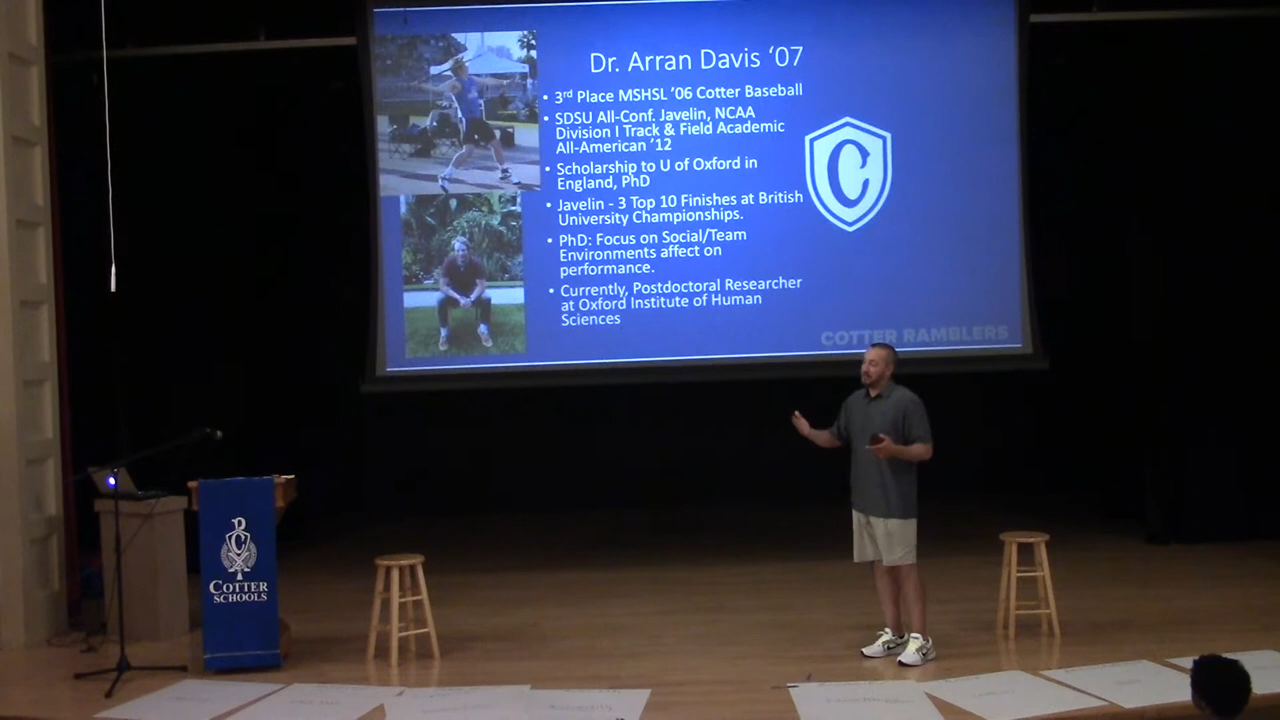 Dr. Arran Davis ‘07
• 3rd Place MSHSL ’06 Cotter Baseball
• SDSU All-Conf. Javelin, NCAA
Division I Track & Field Academic
All-American ’12
• Scholarship to U of Oxford in
England, PhD
• Javelin - 3 Top 10 Finishes at British
University Championships.
• PhD: Focus on Social/Team
Environments affect on
performance.
• Currently, Postdoctoral Researcher
at Oxford Institute of Human
Sciences
C
COTTER RAMBLERS
COTTER
SCHOOLS